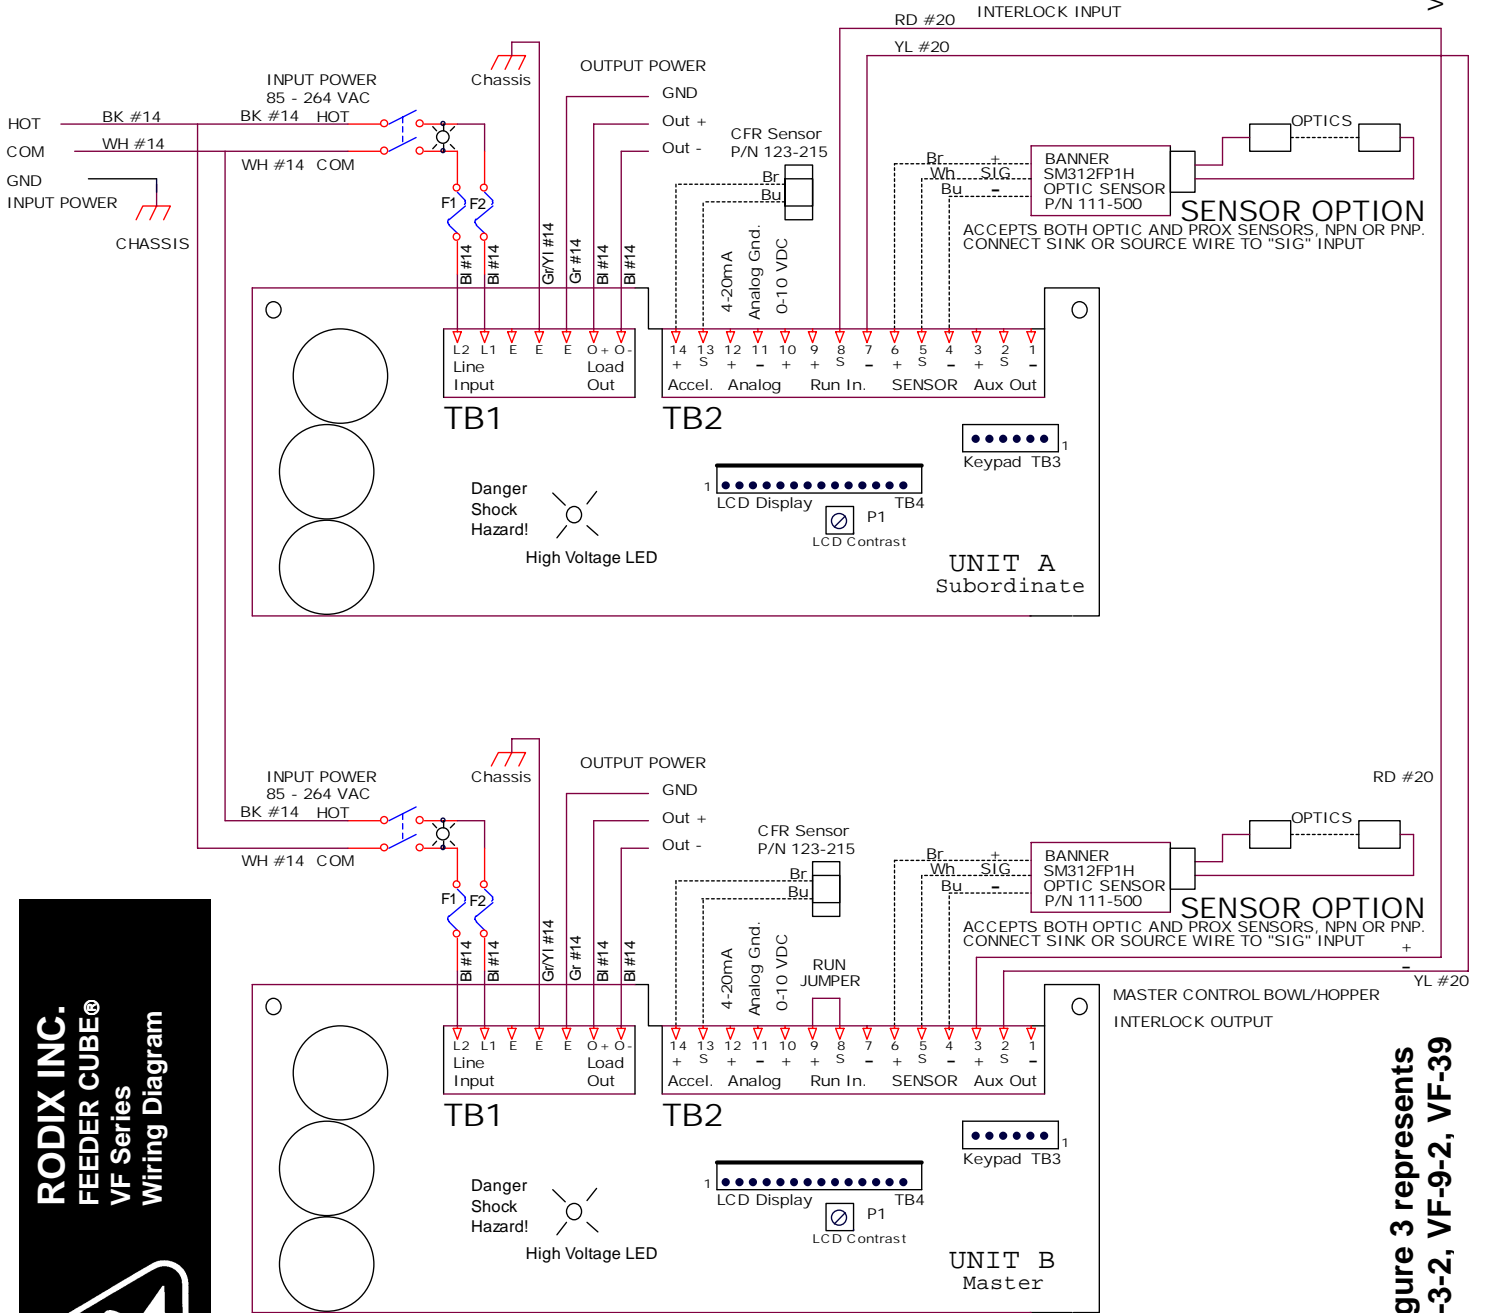 INTERLOCK INPUT
RD #20
YL #20
Chassis
OUTPUT POWER
GND
Out +
Out -
INPUT POWER
85 - 264 VAC
HOT BK #14 BK #14 HOT
COM WH #14 WH #14 COM
GND
INPUT POWER
CHASSIS
F1 F2
Bl #14
Bl #14
Gr/Yl #14
Gr #14
Bl #14
Bl #14
CFR Sensor
P/N 123-215
Br
Bu
4-20mA
Analog Gnd.
0-10 VDC
OPTICS
Br +
Wh SIG
Bu -
BANNER
SM312FP1H
OPTIC SENSOR
P/N 111-500
SENSOR OPTION
ACCEPTS BOTH OPTIC AND PROX SENSORS, NPN OR PNP.
CONNECT SINK OR SOURCE WIRE TO "SIG" INPUT
L2 L1 E E E O+ O-
Line Load
Input Out
TB1
14 13 12 11 10 9 8 7 6 5 4 3 2 1
+ S + - + + S - + S - + S -
Accel. Analog Run In. SENSOR Aux Out
TB2
1
Keypad TB3
1
LCD Display TB4
P1
LCD Contrast
Danger
Shock
Hazard!
High Voltage LED
UNIT A
Subordinate
Chassis
OUTPUT POWER
GND
Out +
Out -
INPUT POWER
85 - 264 VAC
BK #14 HOT
WH #14 COM
F1 F2
Bl #14
Bl #14
Gr/Yl #14
Gr #14
Bl #14
Bl #14
CFR Sensor
P/N 123-215
Br
Bu
4-20mA
Analog Gnd.
0-10 VDC
RUN
JUMPER
RD #20
OPTICS
Br +
Wh SIG
Bu -
BANNER
SM312FP1H
OPTIC SENSOR
P/N 111-500
SENSOR OPTION
ACCEPTS BOTH OPTIC AND PROX SENSORS, NPN OR PNP.
CONNECT SINK OR SOURCE WIRE TO "SIG" INPUT
+
-
YL #20
MASTER CONTROL BOWL/HOPPER
INTERLOCK OUTPUT
L2 L1 E E E O+ O-
Line Load
Input Out
TB1
14 13 12 11 10 9 8 7 6 5 4 3 2 1
+ S + - + + S - + S - + S -
Accel. Analog Run In. SENSOR Aux Out
TB2
1
Keypad TB3
1
LCD Display TB4
P1
LCD Contrast
Danger
Shock
Hazard!
High Voltage LED
UNIT B
Master
RODIX INC.
FEEDER CUBE®
VF Series
Wiring Diagram
gure 3 represents
-3-2, VF-9-2, VF-39